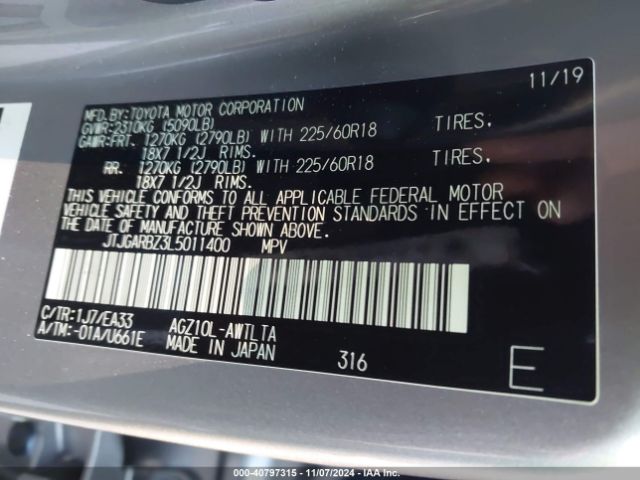 11/19
MFD.BY:TOYOTA MOTOR CORPORATION
GVWR:2310KG (5090LB)
GAWR:FRT. 1270KG (2790LB) WITH 225/60R18 TIRES.
18X7 1/2J RIMS.
RR. 1270KG (2790LB) WITH 225/60R18 TIRES.
18X7 1/2J RIMS.
THIS VEHICLE CONFORMS TO ALL APPLICABLE FEDERAL MOTOR
VEHICLE SAFETY AND THEFT PREVENTION STANDARDS IN EFFECT ON
THE DATE OF MANUFACTURE SHOWN ABOVE.
JTJGARBZ3L5011400 MPV
C/TR:1J7/EA33 AGZ10L-AWTLTA
A/TM:-01A/U661E MADE IN JAPAN 316 E
000-40797315 - 11/07/2024 - IAA Inc.